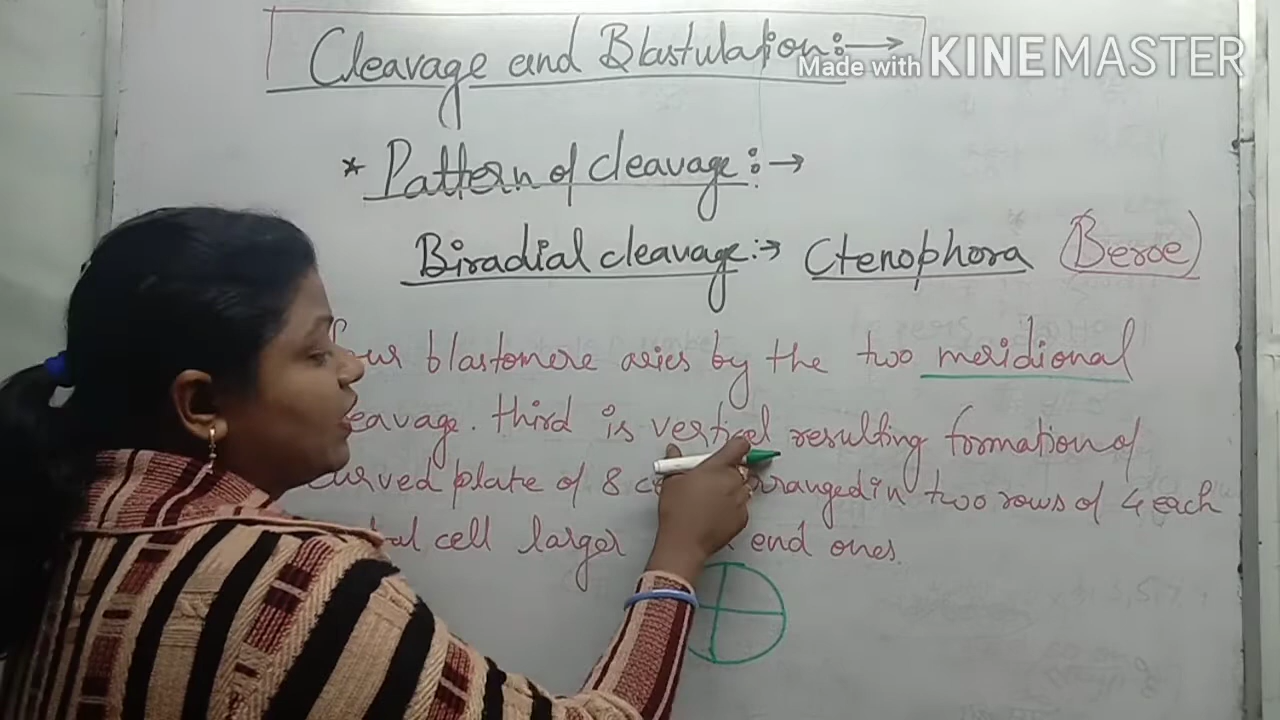 Cleavage and Blastulation:→
Made with KINEMASTER
* Pattern of cleavage:→
Biradial cleavage:→ Ctenophora (Beroe)
blastomere aries by the two meridional
third is vertical resulting formation of
curved plate of 8 arranged in two rows of 4 each
cell larger end ones.